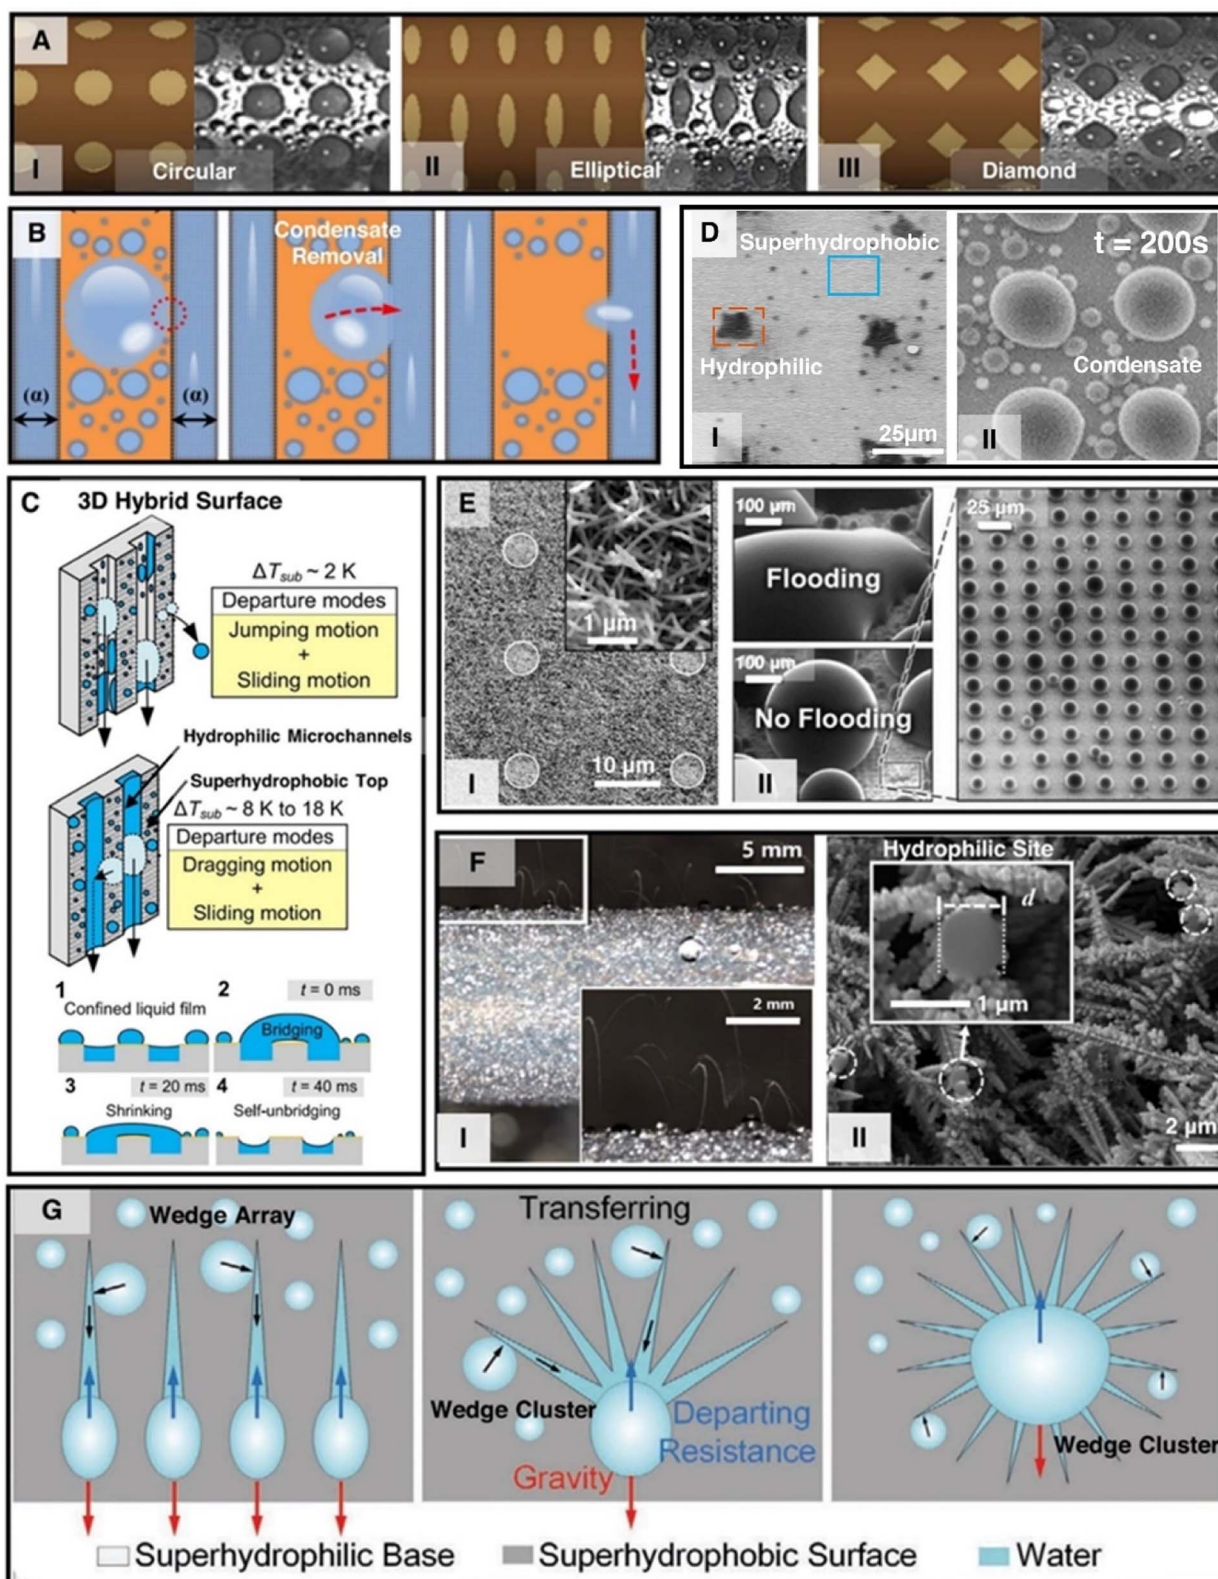 A
I
Circular
II
Elliptical
III
Diamond
B
Condensate
Removal
(α)
(α)
D
Superhydrophobic
Hydrophilic
I
25μm
t = 200s
Condensate
II
C
3D Hybrid Surface
ΔTsub ~ 2 K
Departure modes
Jumping motion
+
Sliding motion
Hydrophilic Microchannels
Superhydrophobic Top
ΔTsub ~ 8 K to 18 K
Departure modes
Dragging motion
+
Sliding motion
1
Confined liquid film
2
t = 0 ms
Bridging
3
t = 20 ms
Shrinking
4
t = 40 ms
Self-unbridging
E
1 μm
10 μm
I
100 μm
Flooding
100 μm
No Flooding
II
25 μm
F
5 mm
2 mm
I
Hydrophilic Site
d
1 μm
II
2 μm
G
Wedge Array
Transferring
Wedge Cluster
Departing
Resistance
Gravity
Wedge Cluster
Superhydrophilic Base
Superhydrophobic Surface
Water